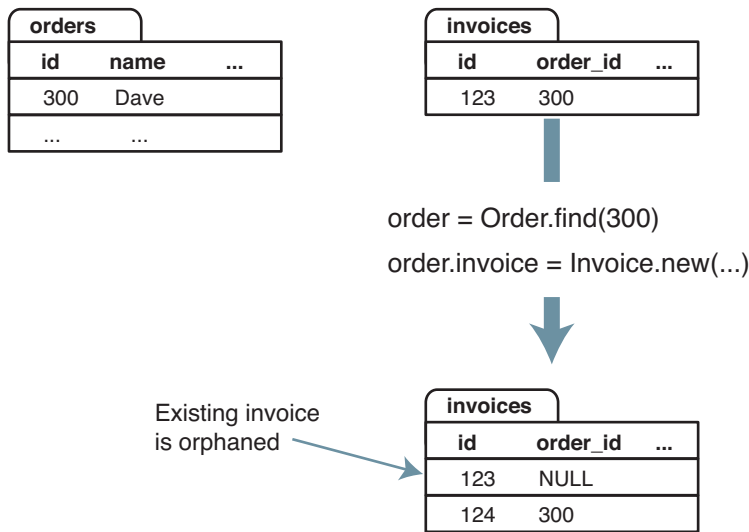 orders
id name ...
300 Dave
... ...
invoices
id order_id ...
123 300
order = Order.find(300)
order.invoice = Invoice.new(...)
Existing invoice
is orphaned
invoices
id order_id ...
123 NULL
124 300